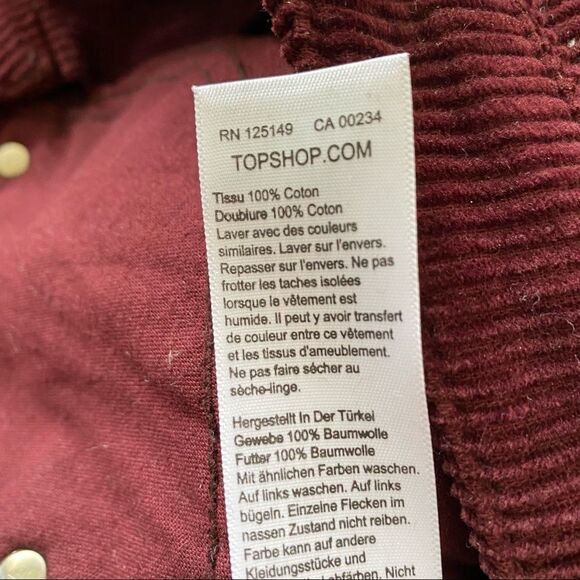 RN 125149 CA 00234
TOPSHOP.COM
Tissu 100% Coton
Doublure 100% Coton
Laver avec des couleurs
similaires. Laver sur l'envers.
Repasser sur l'envers. Ne pas
frotter les taches isolées
lorsque le vêtement est
humide. Il peut y avoir transfert
de couleur entre ce vêtement
et les tissus d'ameublement.
Ne pas faire sécher au
sèche-linge.
Hergestellt In Der Türkei
Gewebe 100% Baumwolle
Futter 100% Baumwolle
Mit ähnlichen Farben waschen.
Auf links waschen. Auf links
bügeln. Einzelne Flecken im
nassen Zustand nicht reiben.
Farbe kann auf andere
Kleidungsstücke und
abfärben. Nicht